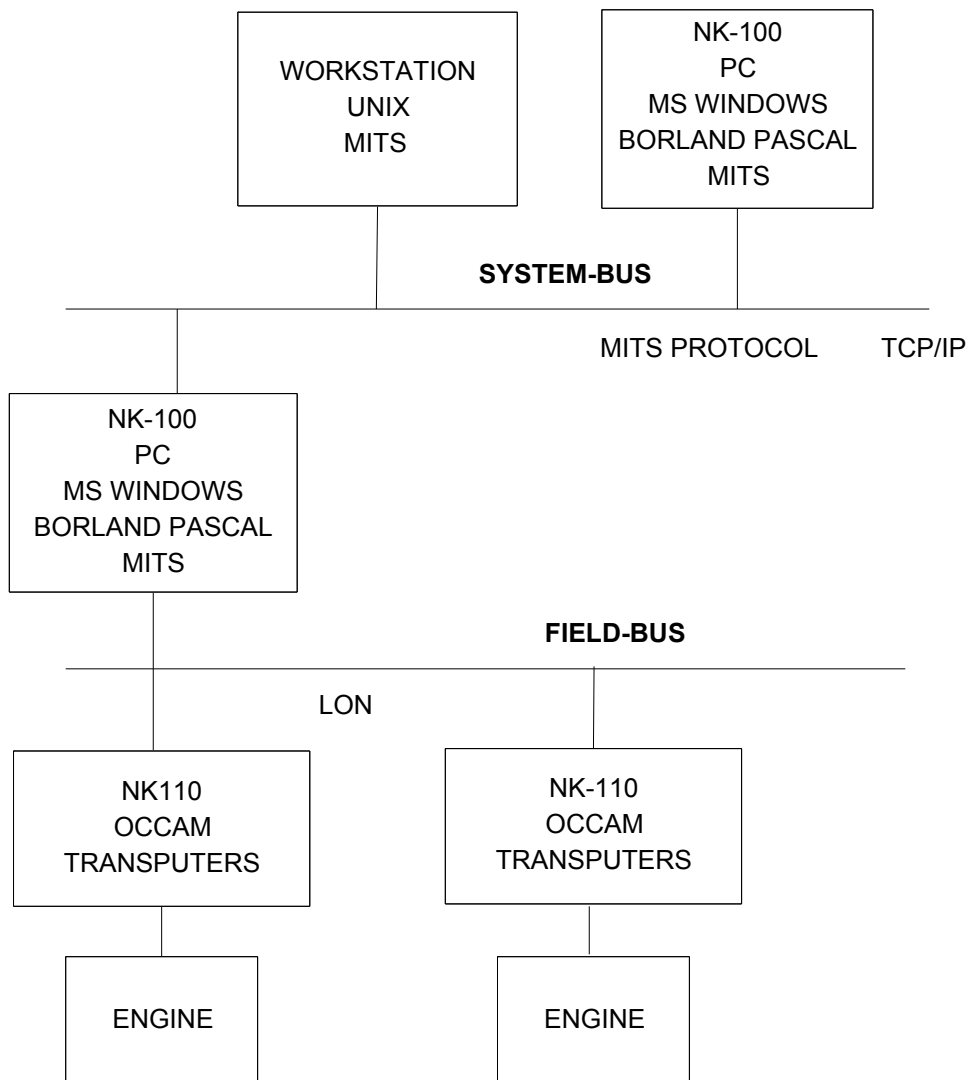 WORKSTATION
UNIX
MITS
NK-100
PC
MS WINDOWS
BORLAND PASCAL
MITS
SYSTEM-BUS
MITS PROTOCOL TCP/IP
NK-100
PC
MS WINDOWS
BORLAND PASCAL
MITS
FIELD-BUS
LON
NK110
OCCAM
TRANSPUTERS
NK-110
OCCAM
TRANSPUTERS
ENGINE
ENGINE